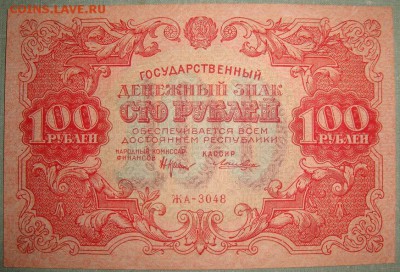 COINS.LAVE.RU
ГОСУДАРСТВЕННЫЙ
ДЕНЕЖНЫЙ ЗНАК
СТО РУБЛЕЙ
100 РУБЛЕЙ
100 РУБЛЕЙ
ОБЕСПЕЧИВАЕТСЯ ВСЕМ
ДОСТОЯНИЕМ РЕСПУБЛИКИ
НАРОДНЫЙ КОМИССАР
ФИНАНСОВ
КАССИР
ЖА-3048